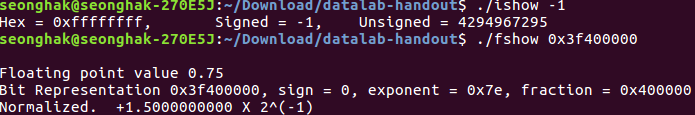 seonghak@seonghak-270E5J:~/Download/datalab-handout$ ./ishow -1
Hex = 0xffffffff,	Signed = -1,	Unsigned = 4294967295
seonghak@seonghak-270E5J:~/Download/datalab-handout$ ./fshow 0x3f400000
Floating point value 0.75
Bit Representation 0x3f400000, sign = 0, exponent = 0x7e, fraction = 0x400000
Normalized.  +1.5000000000 X 2^(-1)